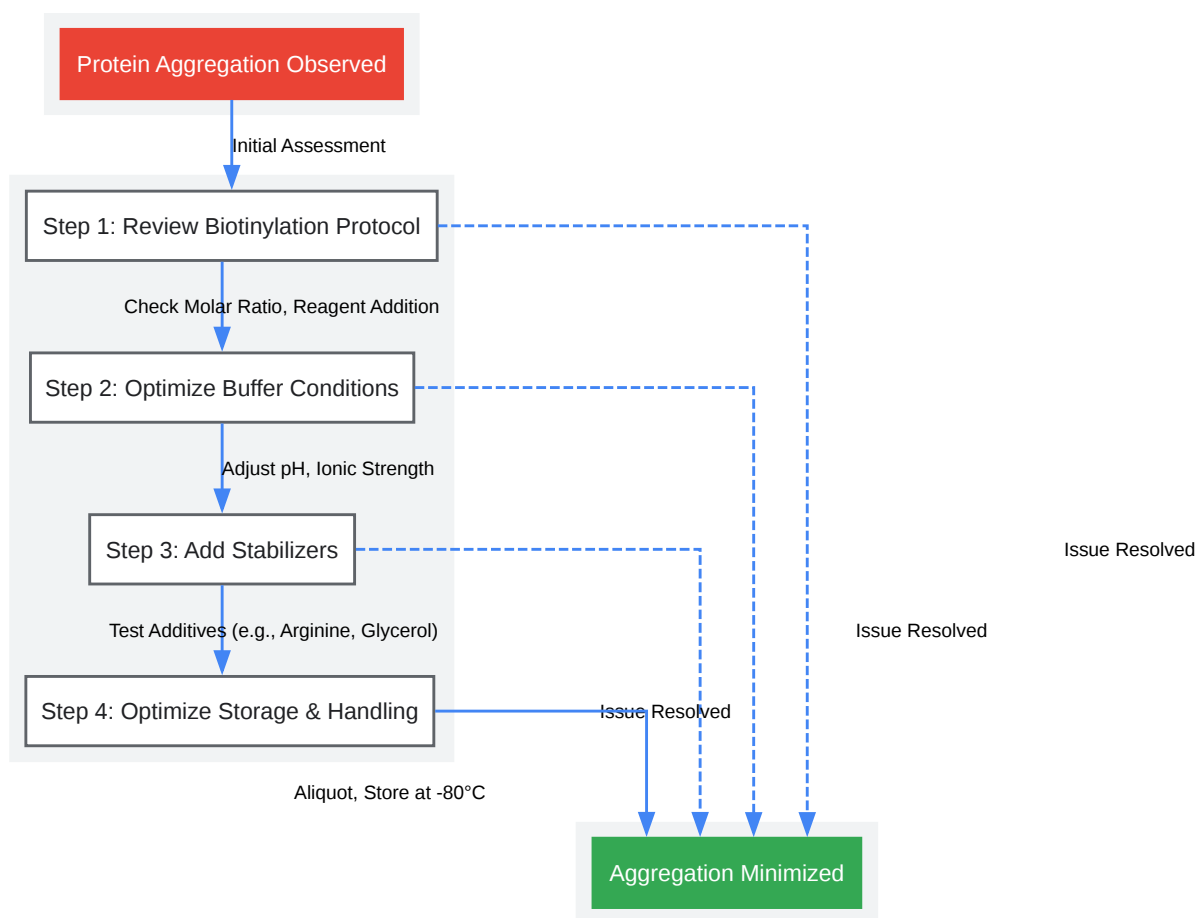 Protein Aggregation Observed
Initial Assessment
Step 1: Review Biotinylation Protocol
Check Molar Ratio, Reagent Addition
Step 2: Optimize Buffer Conditions
Adjust pH, Ionic Strength
Step 3: Add Stabilizers
Issue Resolved
Test Additives (e.g., Arginine, Glycerol)
Issue Resolved
Step 4: Optimize Storage & Handling
Issue Resolved
Aliquot, Store at -80°C
Aggregation Minimized